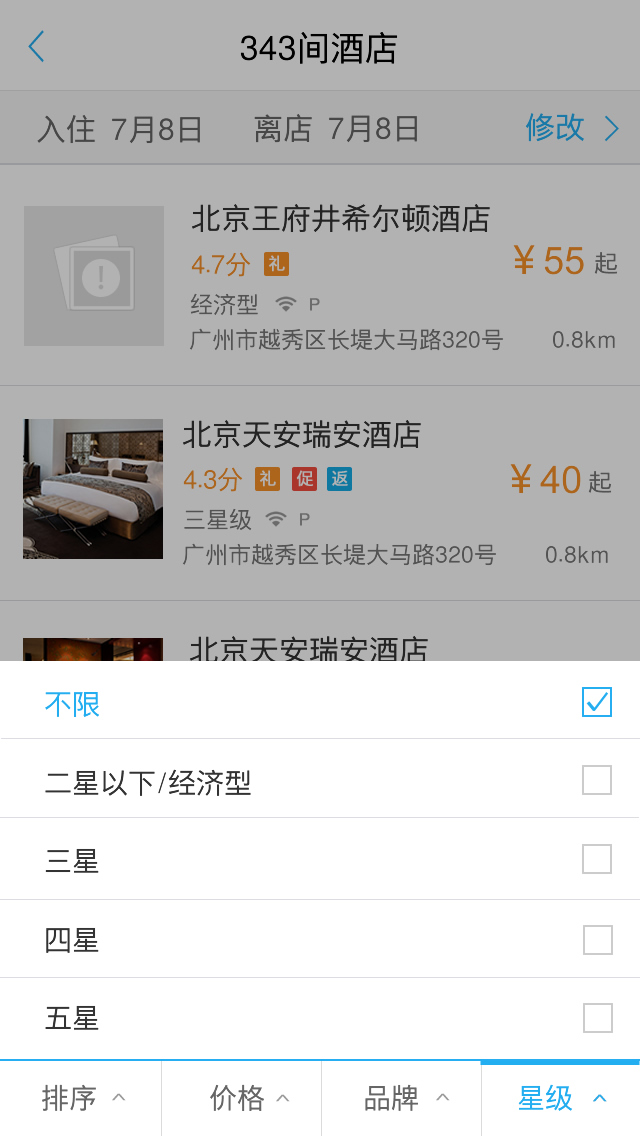 343间酒店
入住 7月8日 离店 7月8日 修改
北京王府井希尔顿酒店
4.7分 礼 ¥55起
经济型 P
广州市越秀区长堤大马路320号 0.8km
北京天安瑞安酒店
4.3分 礼 促 返 ¥40起
三星级 P
广州市越秀区长堤大马路320号 0.8km
北京天安瑞安酒店
不限
二星以下/经济型
三星
四星
五星
排序 价格 品牌 星级